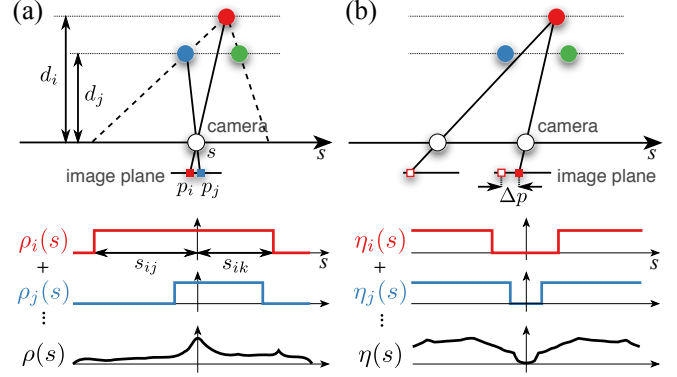 (a)
d_i
d_j
camera
s
s
image plane
p_i p_j
ρ_i(s)
+
s_ij
s_ik
s
ρ_j(s)
⋮
ρ(s)
(b)
camera
s
image plane
Δp
η_i(s)
+
s
η_j(s)
⋮
η(s)